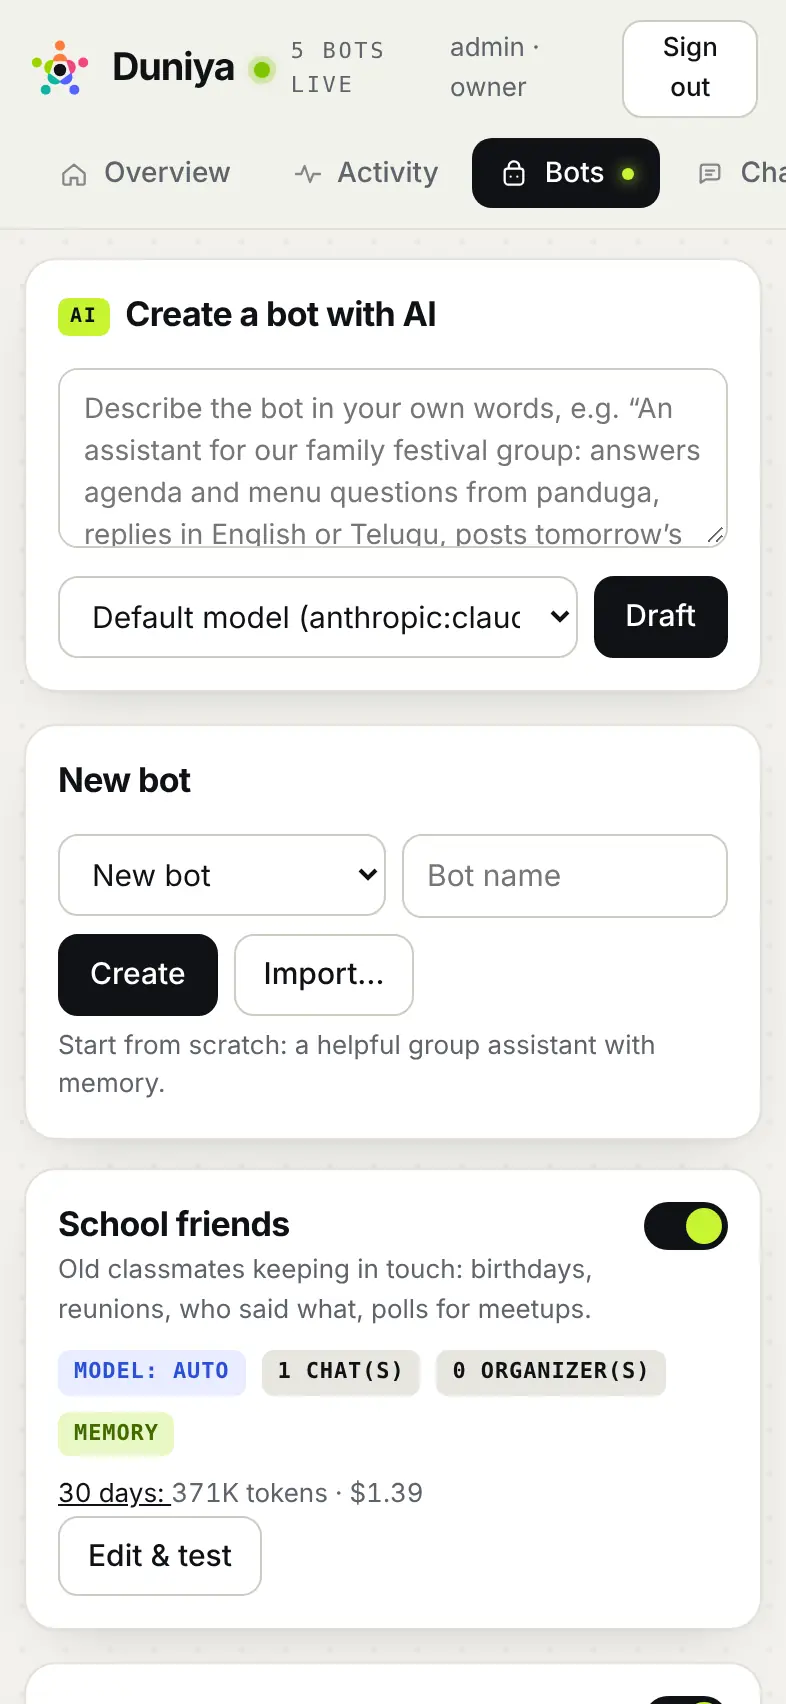 Duniya
5 BOTS
LIVE
admin ·
owner
Sign
out
Overview
Activity
Bots
Cha
AI
Create a bot with AI
Describe the bot in your own words, e.g. “An
assistant for our family festival group: answers
agenda and menu questions from panduga,
replies in English or Telugu, posts tomorrow’s
Default model (anthropic:claud
Draft
New bot
New bot
Bot name
Create
Import...
Start from scratch: a helpful group assistant with
memory.
School friends
Old classmates keeping in touch: birthdays,
reunions, who said what, polls for meetups.
MODEL: AUTO
1 CHAT(S)
0 ORGANIZER(S)
MEMORY
30 days: 371K tokens · $1.39
Edit & test